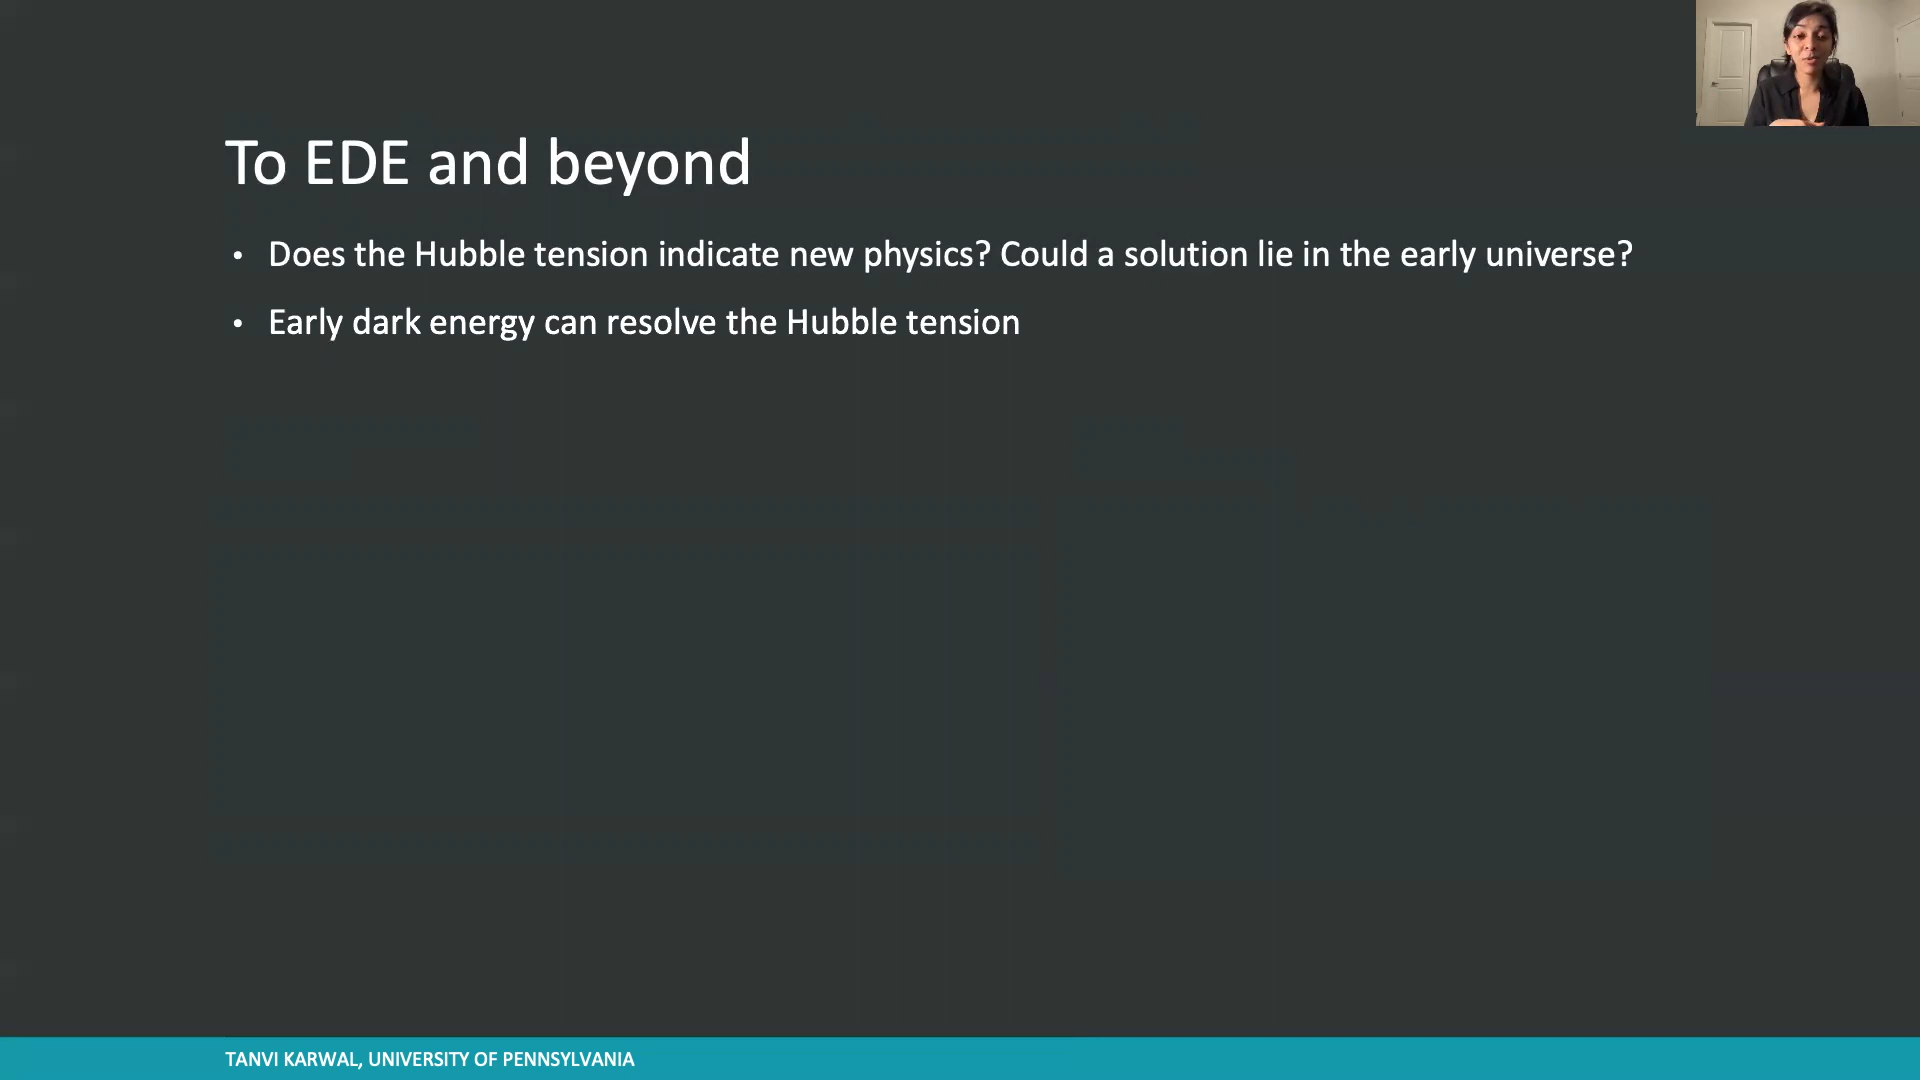 To EDE and beyond
• Does the Hubble tension indicate new physics? Could a solution lie in the early universe?
• Early dark energy can resolve the Hubble tension
TANVI KARWAL, UNIVERSITY OF PENNSYLVANIA